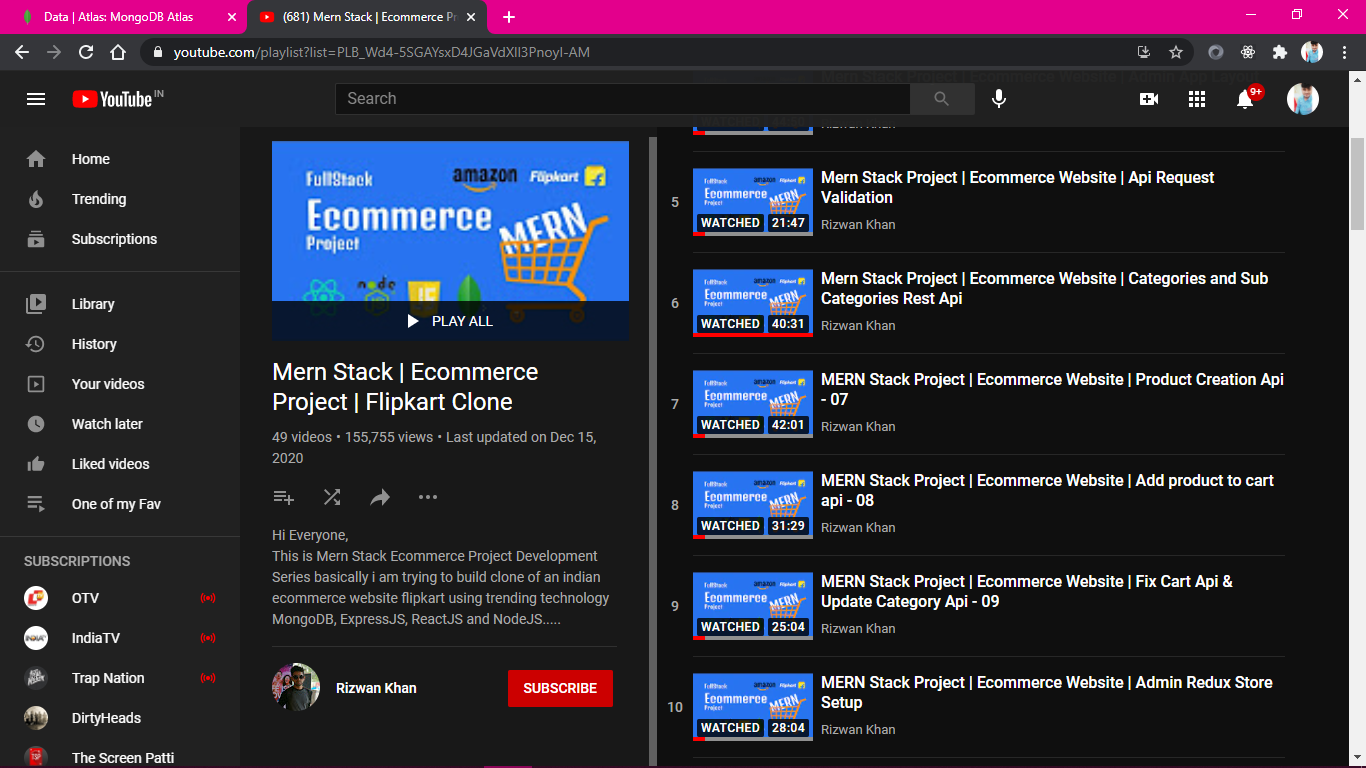 Data | Atlas: MongoDB Atlas
(681) Mern Stack | Ecommerce Pr
youtube.com/playlist?list=PLB_Wd4-5SGAYsxD4JGaVdXll3Pnoyl-AM
YouTube IN
Search
9+
Home
Trending
Subscriptions
Library
History
Your videos
Watch later
Liked videos
One of my Fav
SUBSCRIPTIONS
OTV
IndiaTV
Trap Nation
DirtyHeads
The Screen Patti
FullStack
amazon
Flipkart
Ecommerce
MERN
Project
node
JS
PLAY ALL
Mern Stack | Ecommerce
Project | Flipkart Clone
49 videos • 155,755 views • Last updated on Dec 15,
2020
Hi Everyone,
This is Mern Stack Ecommerce Project Development
Series basically i am trying to build clone of an indian
ecommerce website flipkart using trending technology
MongoDB, ExpressJS, ReactJS and NodeJS.....
Rizwan Khan
SUBSCRIBE
Mern Stack Project | Ecommerce Website | Admin App Layout
Rizwan Khan
5
WATCHED 21:47
Mern Stack Project | Ecommerce Website | Api Request
Validation
Rizwan Khan
6
WATCHED 40:31
Mern Stack Project | Ecommerce Website | Categories and Sub
Categories Rest Api
Rizwan Khan
7
WATCHED 42:01
MERN Stack Project | Ecommerce Website | Product Creation Api
- 07
Rizwan Khan
8
WATCHED 31:29
MERN Stack Project | Ecommerce Website | Add product to cart
api - 08
Rizwan Khan
9
WATCHED 25:04
MERN Stack Project | Ecommerce Website | Fix Cart Api &
Update Category Api - 09
Rizwan Khan
10
WATCHED 28:04
MERN Stack Project | Ecommerce Website | Admin Redux Store
Setup
Rizwan Khan